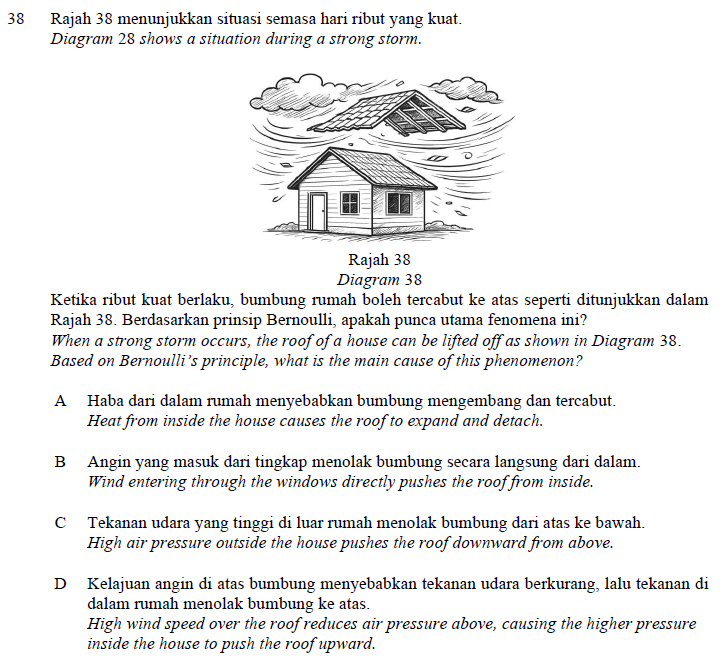 38 Rajah 38 menunjukkan situasi semasa hari ribut yang kuat.
Diagram 28 shows a situation during a strong storm.
Rajah 38
Diagram 38
Ketika ribut kuat berlaku, bumbung rumah boleh tercabut ke atas seperti ditunjukkan dalam
Rajah 38. Berdasarkan prinsip Bernoulli, apakah punca utama fenomena ini?
When a strong storm occurs, the roof of a house can be lifted off as shown in Diagram 38.
Based on Bernoulli's principle, what is the main cause of this phenomenon?
A Haba dari dalam rumah menyebabkan bumbung mengembang dan tercabut.
Heat from inside the house causes the roof to expand and detach.
B Angin yang masuk dari tingkap menolak bumbung secara langsung dari dalam.
Wind entering through the windows directly pushes the roof from inside.
C Tekanan udara yang tinggi di luar rumah menolak bumbung dari atas ke bawah.
High air pressure outside the house pushes the roof downward from above.
D Kelajuan angin di atas bumbung menyebabkan tekanan udara berkurang, lalu tekanan di
dalam rumah menolak bumbung ke atas.
High wind speed over the roof reduces air pressure above, causing the higher pressure
inside the house to push the roof upward.